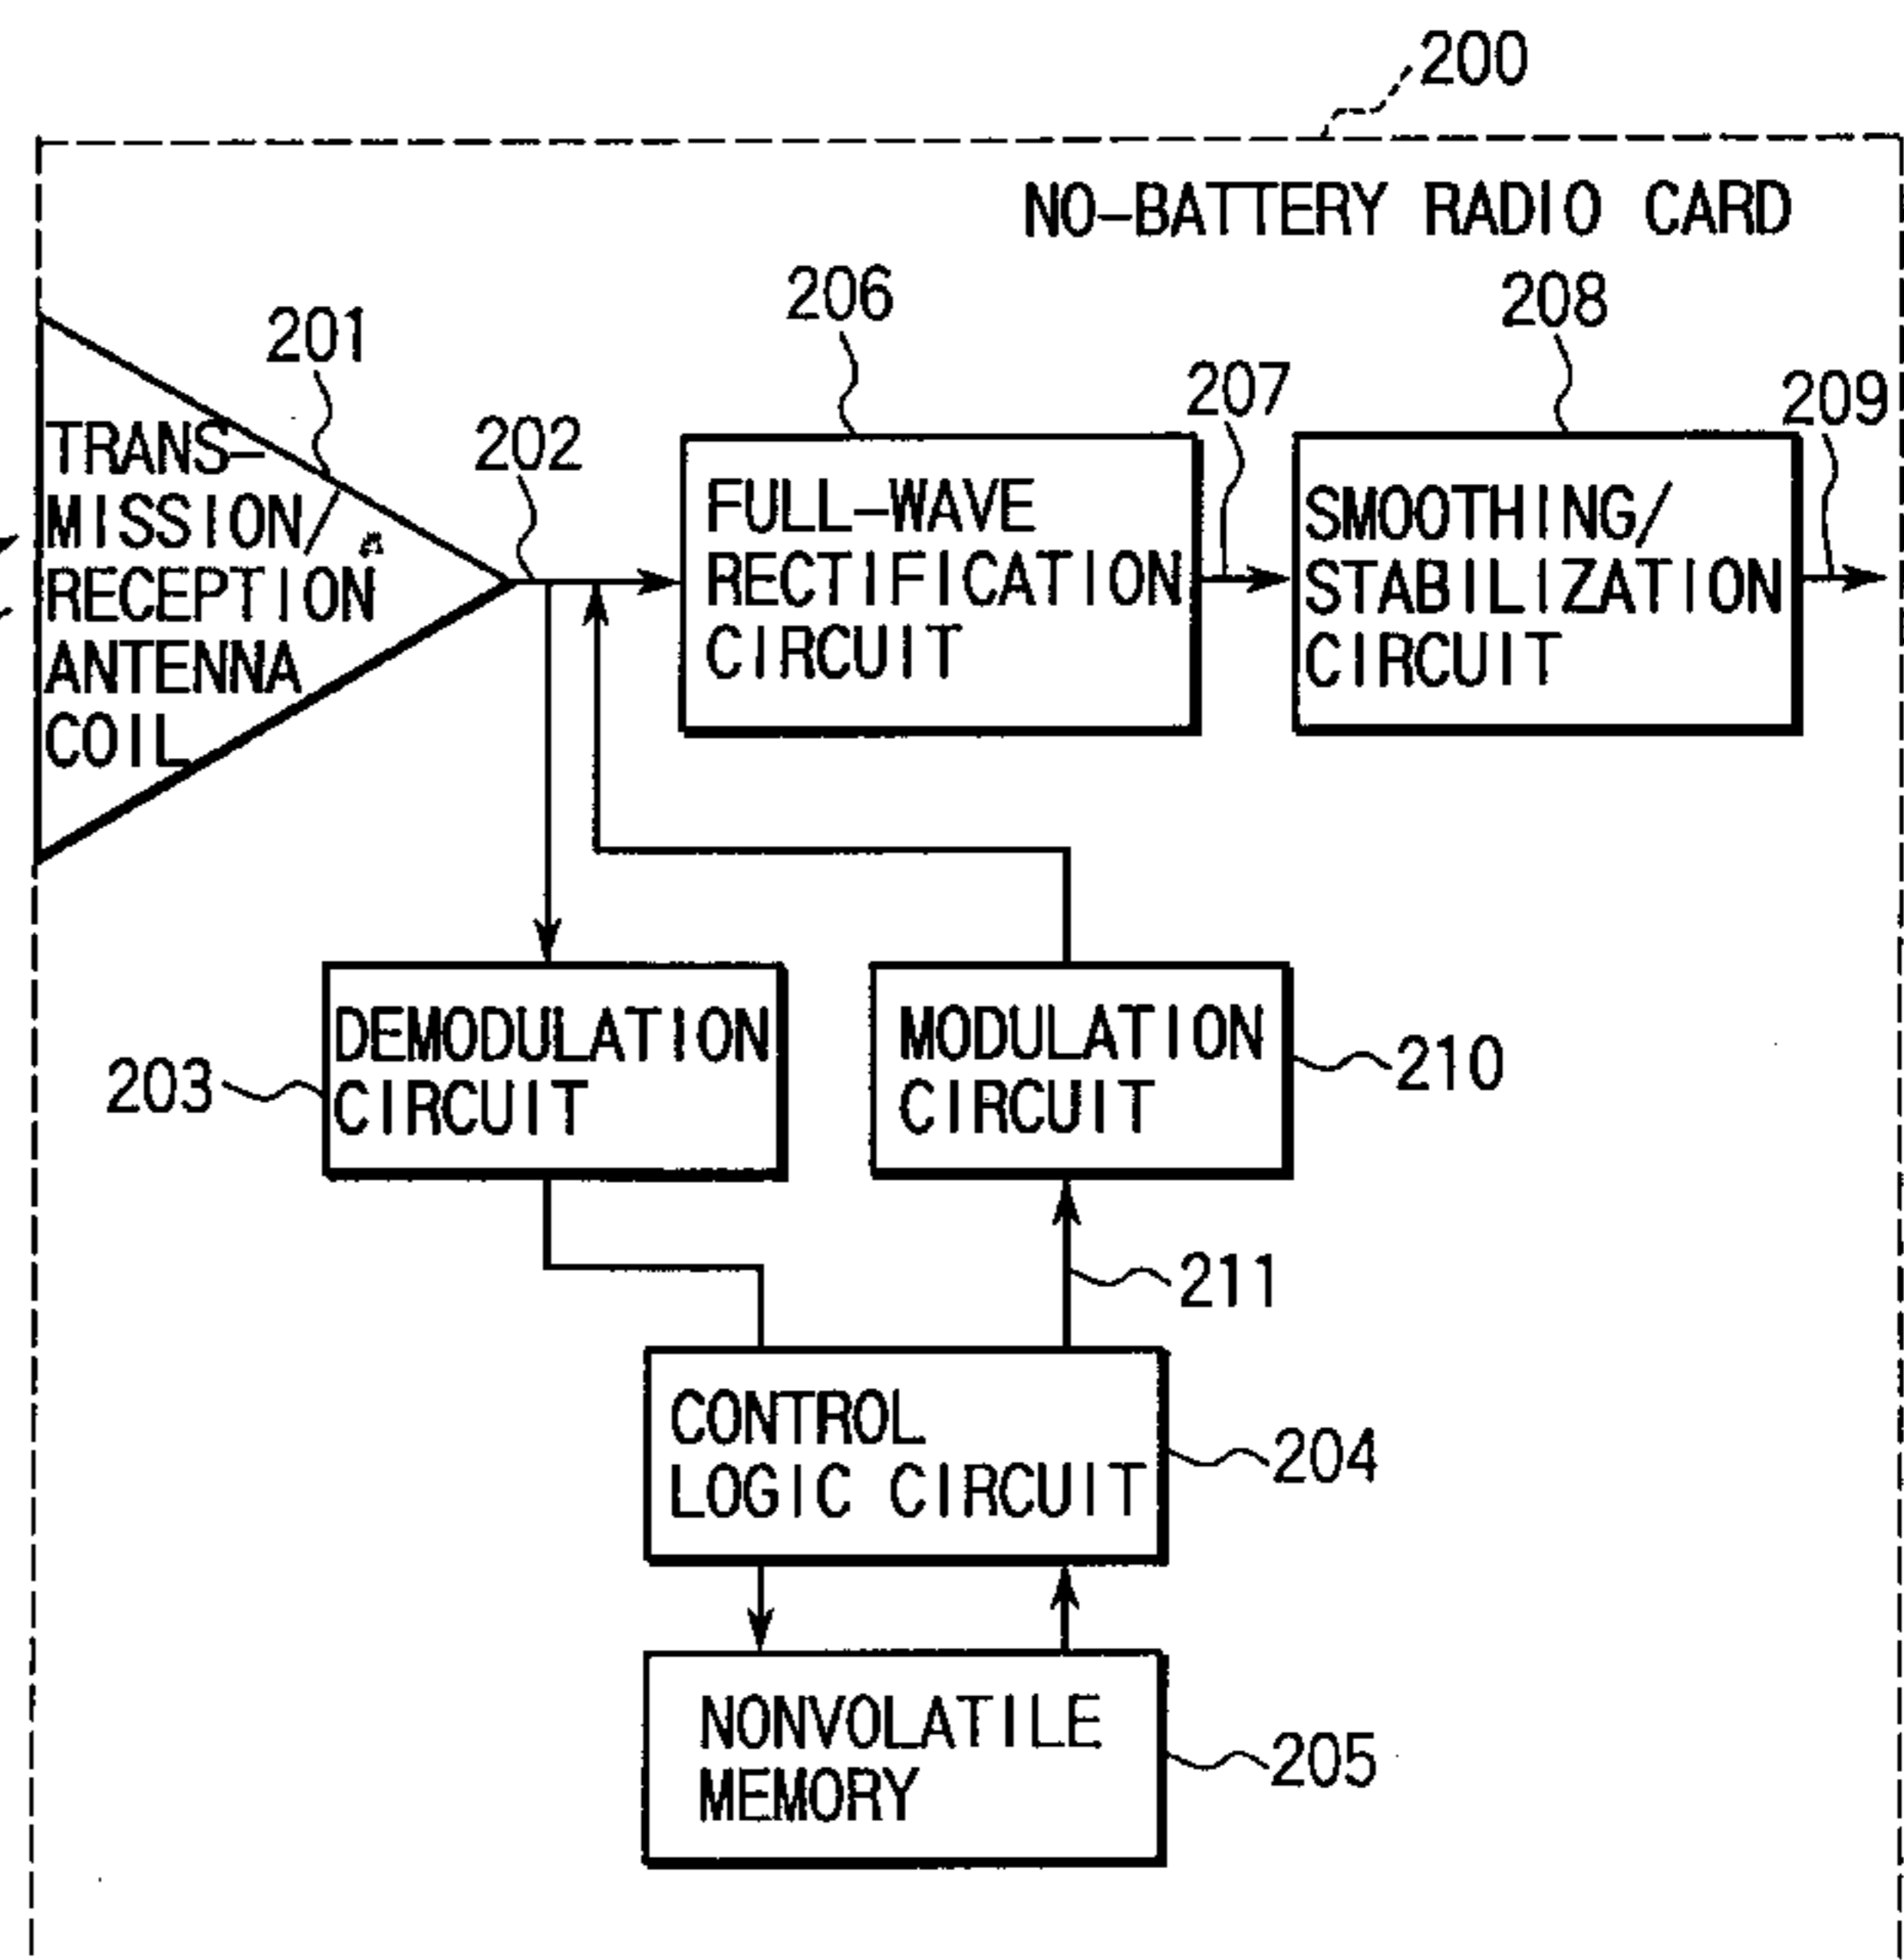 200
NO-BATTERY RADIO CARD
201
TRANS-
MISSION/
RECEPTION
ANTENNA
COIL
202
206
FULL-WAVE
RECTIFICATION
CIRCUIT
207
208
SMOOTHING/
STABILIZATION
CIRCUIT
209
203
DEMODULATION
CIRCUIT
MODULATION
CIRCUIT
210
211
CONTROL
LOGIC CIRCUIT
204
NONVOLATILE
MEMORY
205